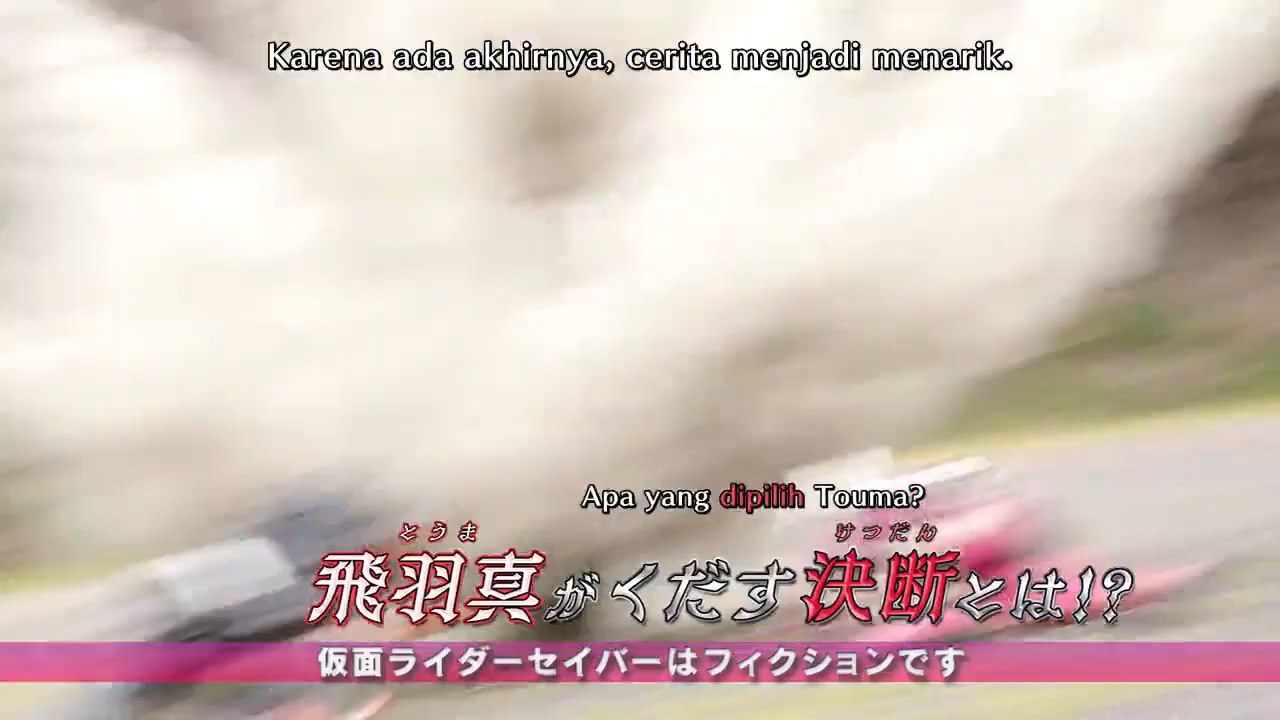 Karena ada akhirnya, cerita menjadi menarik.
Apa yang dipilih Touma?
とうま けつだん
飛羽真がくだす決断とは!?
仮面ライダーセイバーはフィクションです